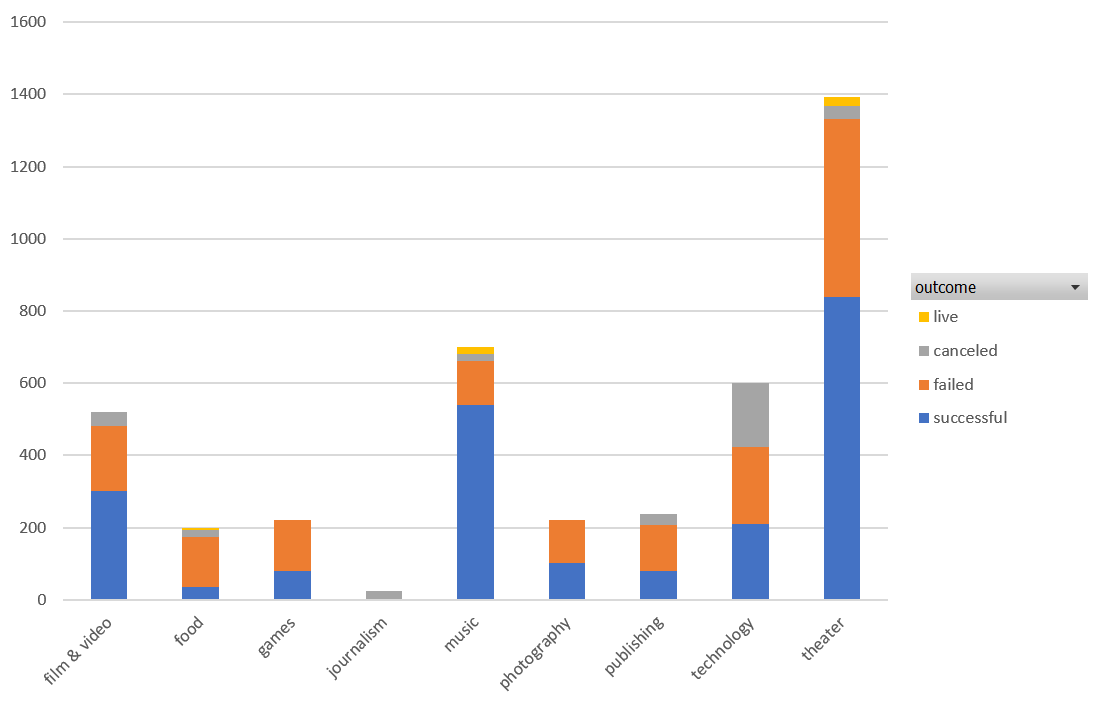 1600
1400
1200
1000
800
600
400
200
0
film & video
food
games
journalism
music
photography
publishing
technology
theater
outcome
live
canceled
failed
successful